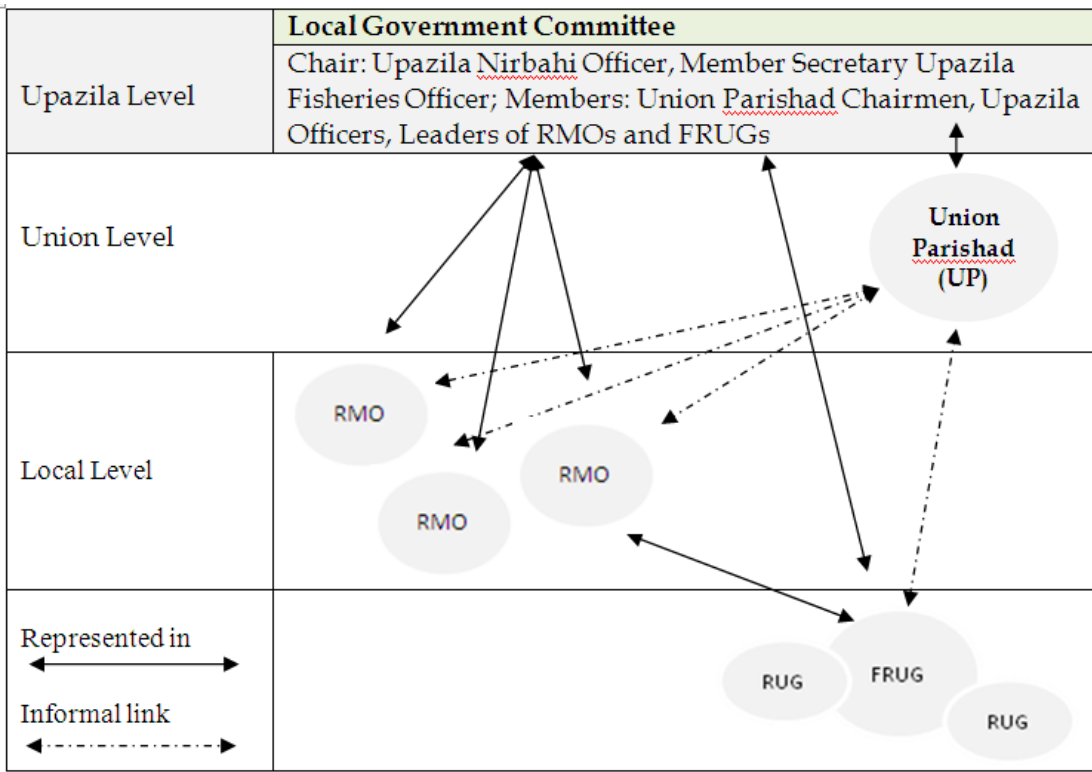 Local Government Committee
Upazila Level
Chair: Upazila Nirbahi Officer, Member Secretary Upazila
Fisheries Officer; Members: Union Parishad Chairmen, Upazila
Officers, Leaders of RMOs and FRUGs
Union Level
Union
Parishad
(UP)
Local Level
RMO
RMO
RMO
Represented in
Informal link
RUG
FRUG
RUG